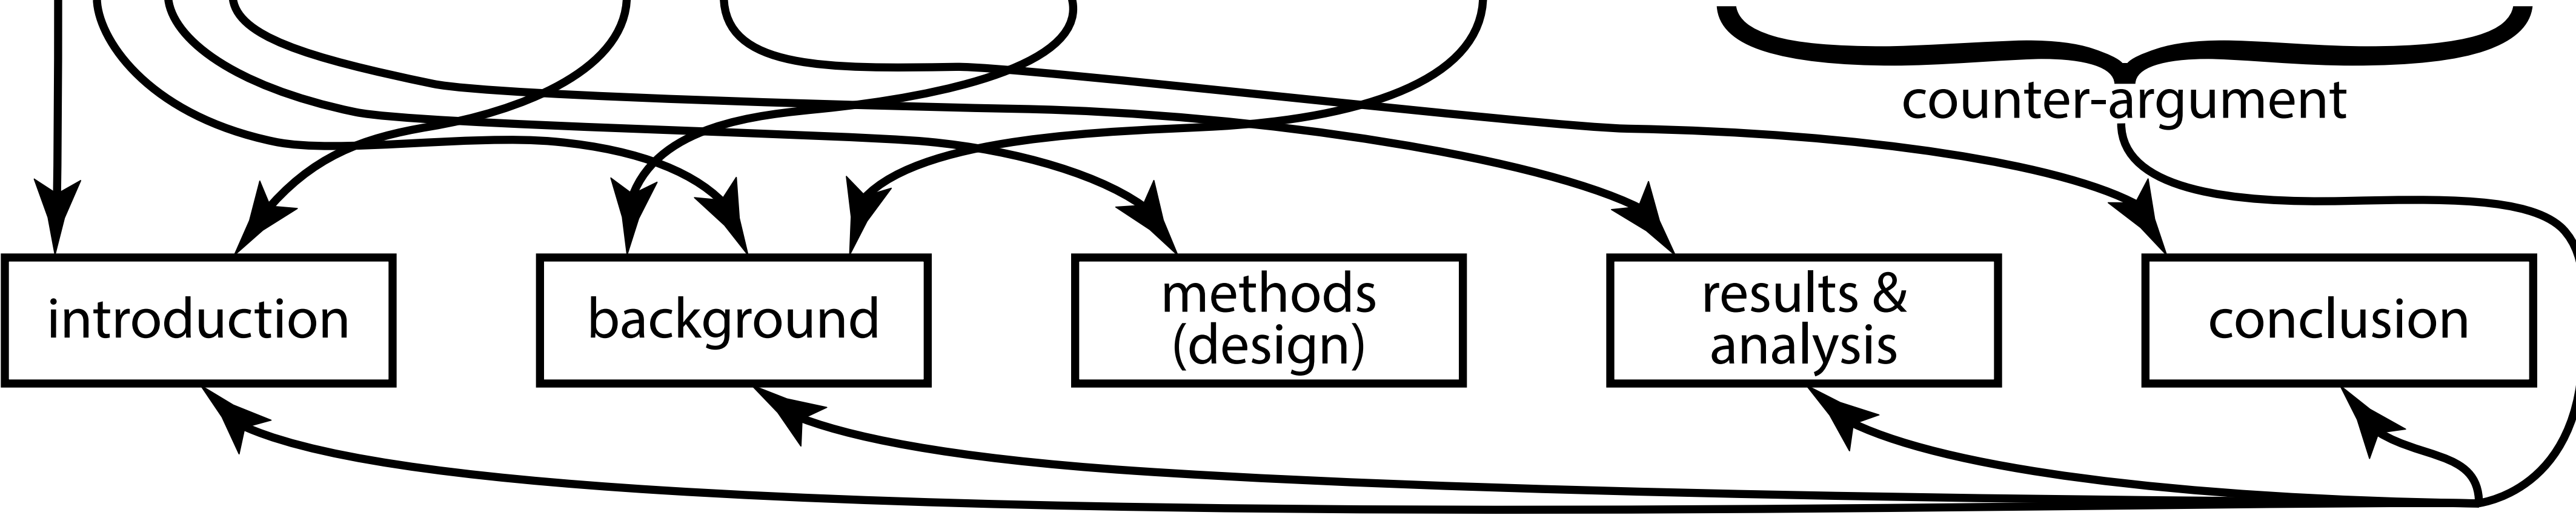 counter-argument
introduction
background
methods
(design)
results &
analysis
conclusion